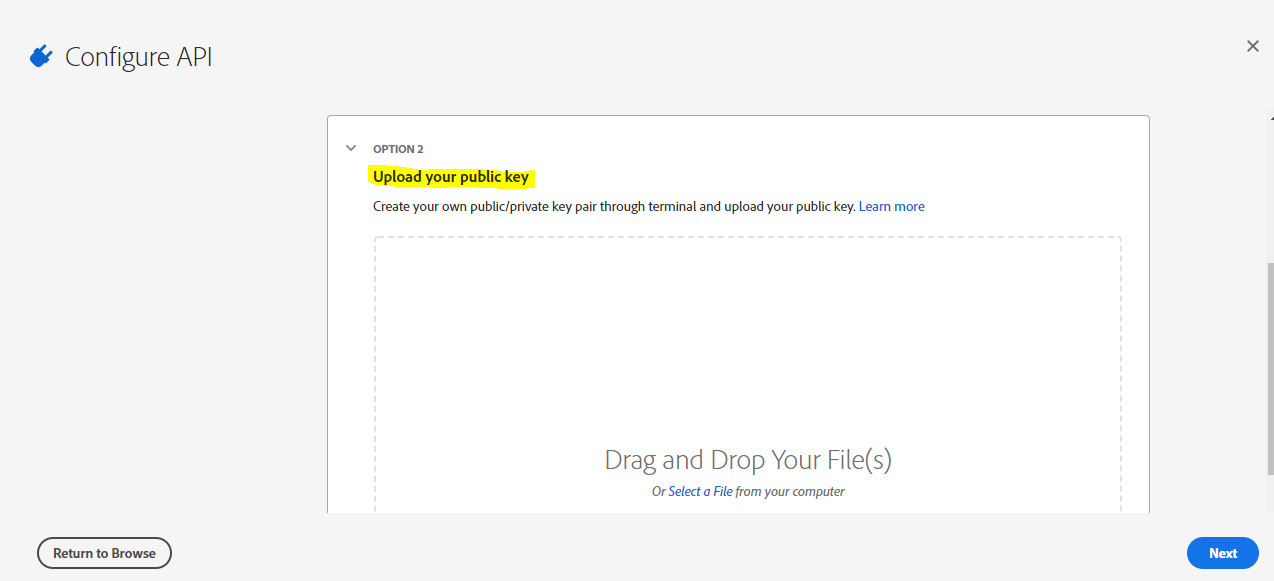 Configure API
OPTION 2
Upload your public key
Create your own public/private key pair through terminal and upload your public key. Learn more
Drag and Drop Your File(s)
Or Select a File from your computer
Return to Browse
Next